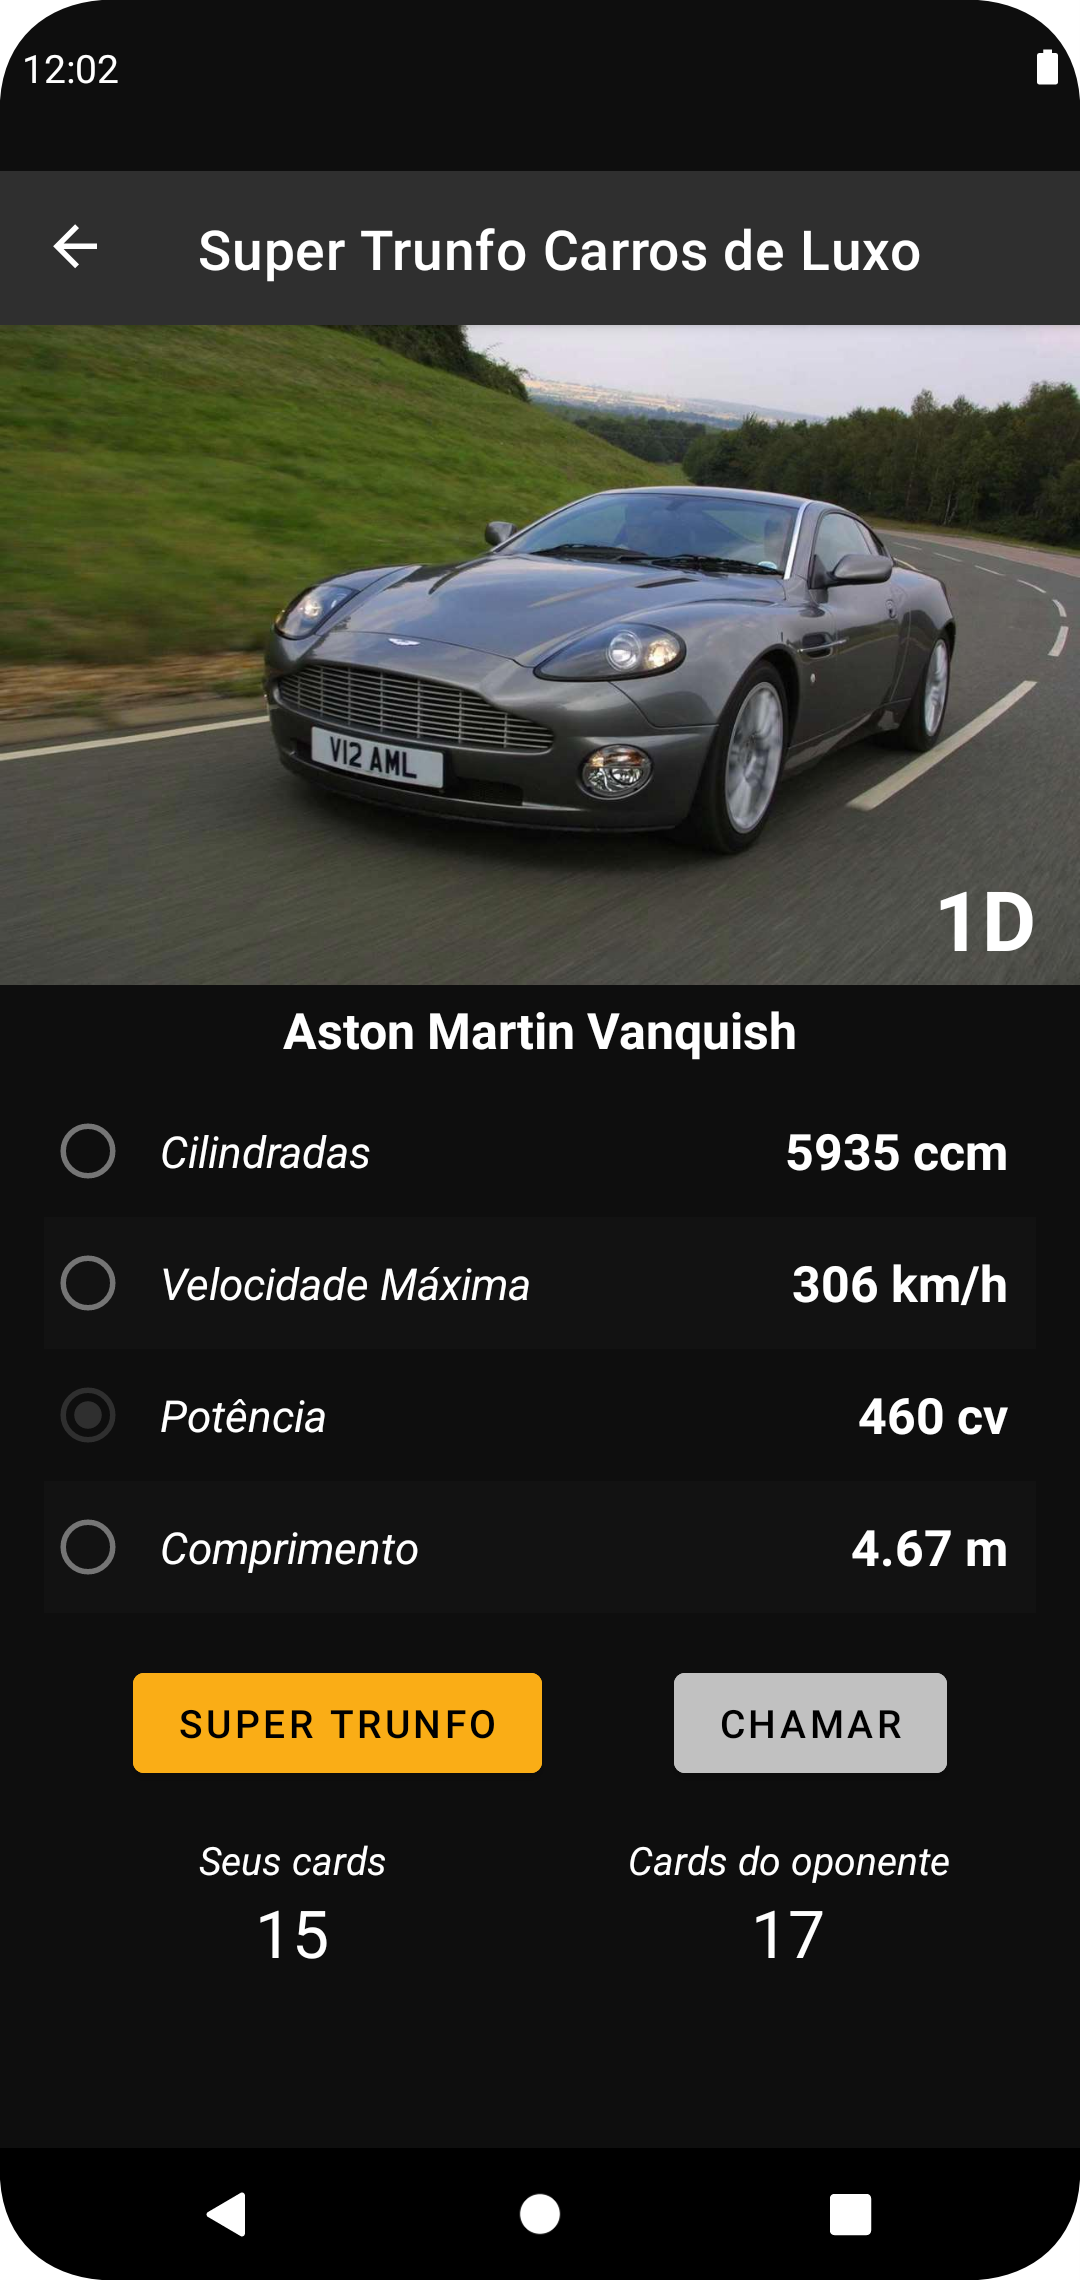 12:02
Super Trunfo Carros de Luxo
V12 AML
1D
Aston Martin Vanquish
Cilindradas 5935 ccm
Velocidade Máxima 306 km/h
Potência 460 cv
Comprimento 4.67 m
SUPER TRUNFO CHAMAR
Seus cards Cards do oponente
15 17